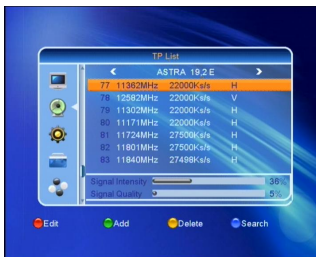 TP List
ASTRA 19,2 E
77 11362MHz 22000Ks/s H
78 12582MHz 22000Ks/s V
79 11302MHz 22000Ks/s H
80 11171MHz 22000Ks/s H
81 11724MHz 27500Ks/s H
82 11801MHz 27500Ks/s H
83 11840MHz 27498Ks/s H
Signal Intensity 36%
Signal Quality 5%
Edit Add Delete Search